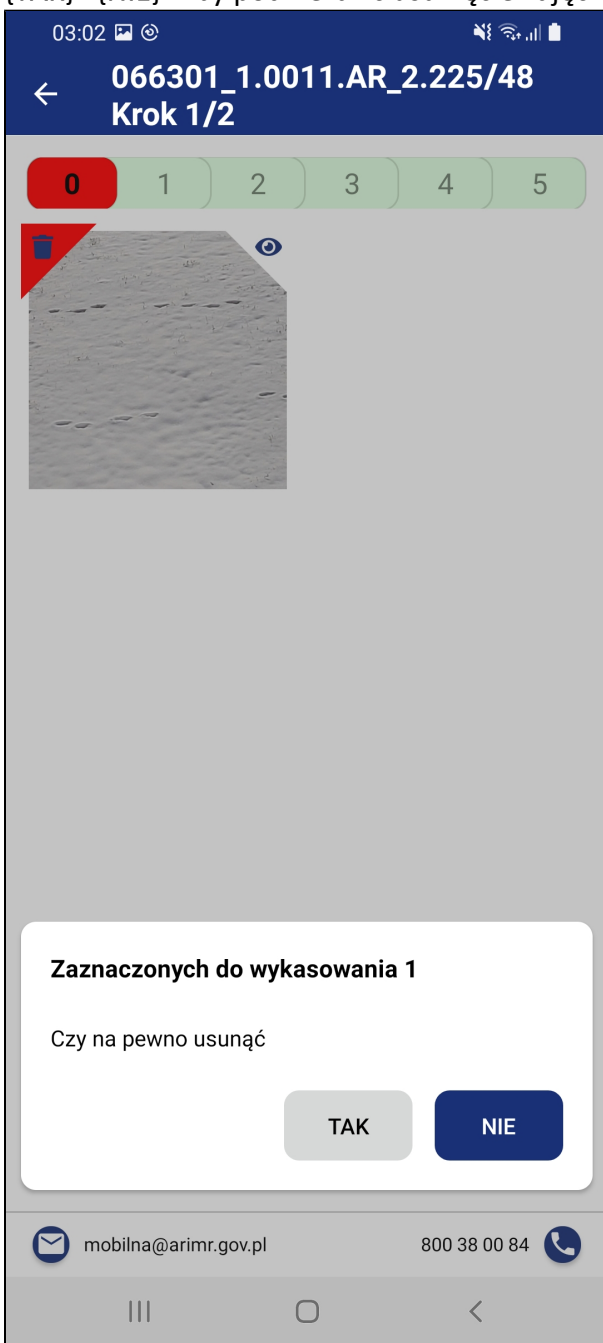 03:02
066301_1.0011.AR_2.225/48
Krok 1/2
0 1 2 3 4 5
Zaznaczonych do wykasowania 1
Czy na pewno usunąć
TAK NIE
mobilna@arimr.gov.pl 800 38 00 84